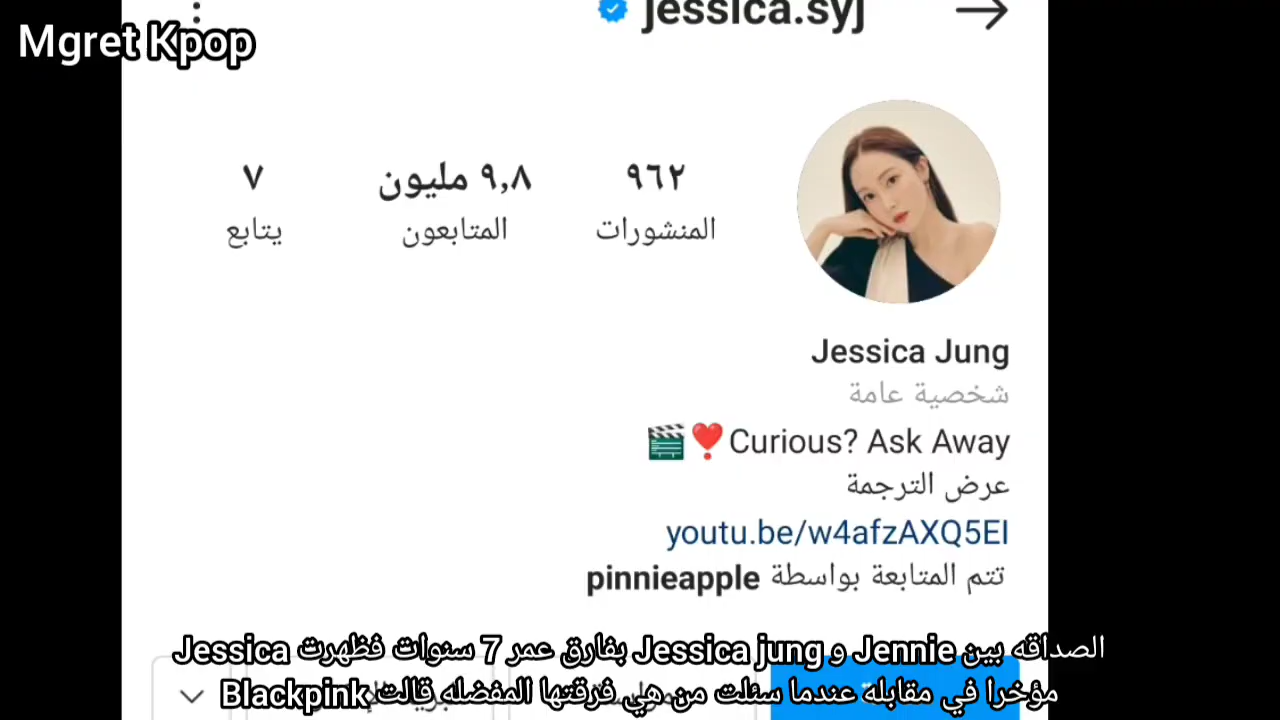 jessica.syj
Mgret Kpop
٩٦٢
٩,٨ مليون
٧
المنشورات
المتابعون
يتابع
Jessica Jung
شخصية عامة
Curious? Ask Away❣️🎬
عرض الترجمة
youtu.be/w4afzAXQ5EI
تتم المتابعة بواسطة pinnieapple
الصداقه بين Jennie و Jessica jung بفارق عمر 7 سنوات فظهرت Jessica
مؤخرا في مقابله عندما سئلت من هي فرقتها المفضله قالت Blackpink